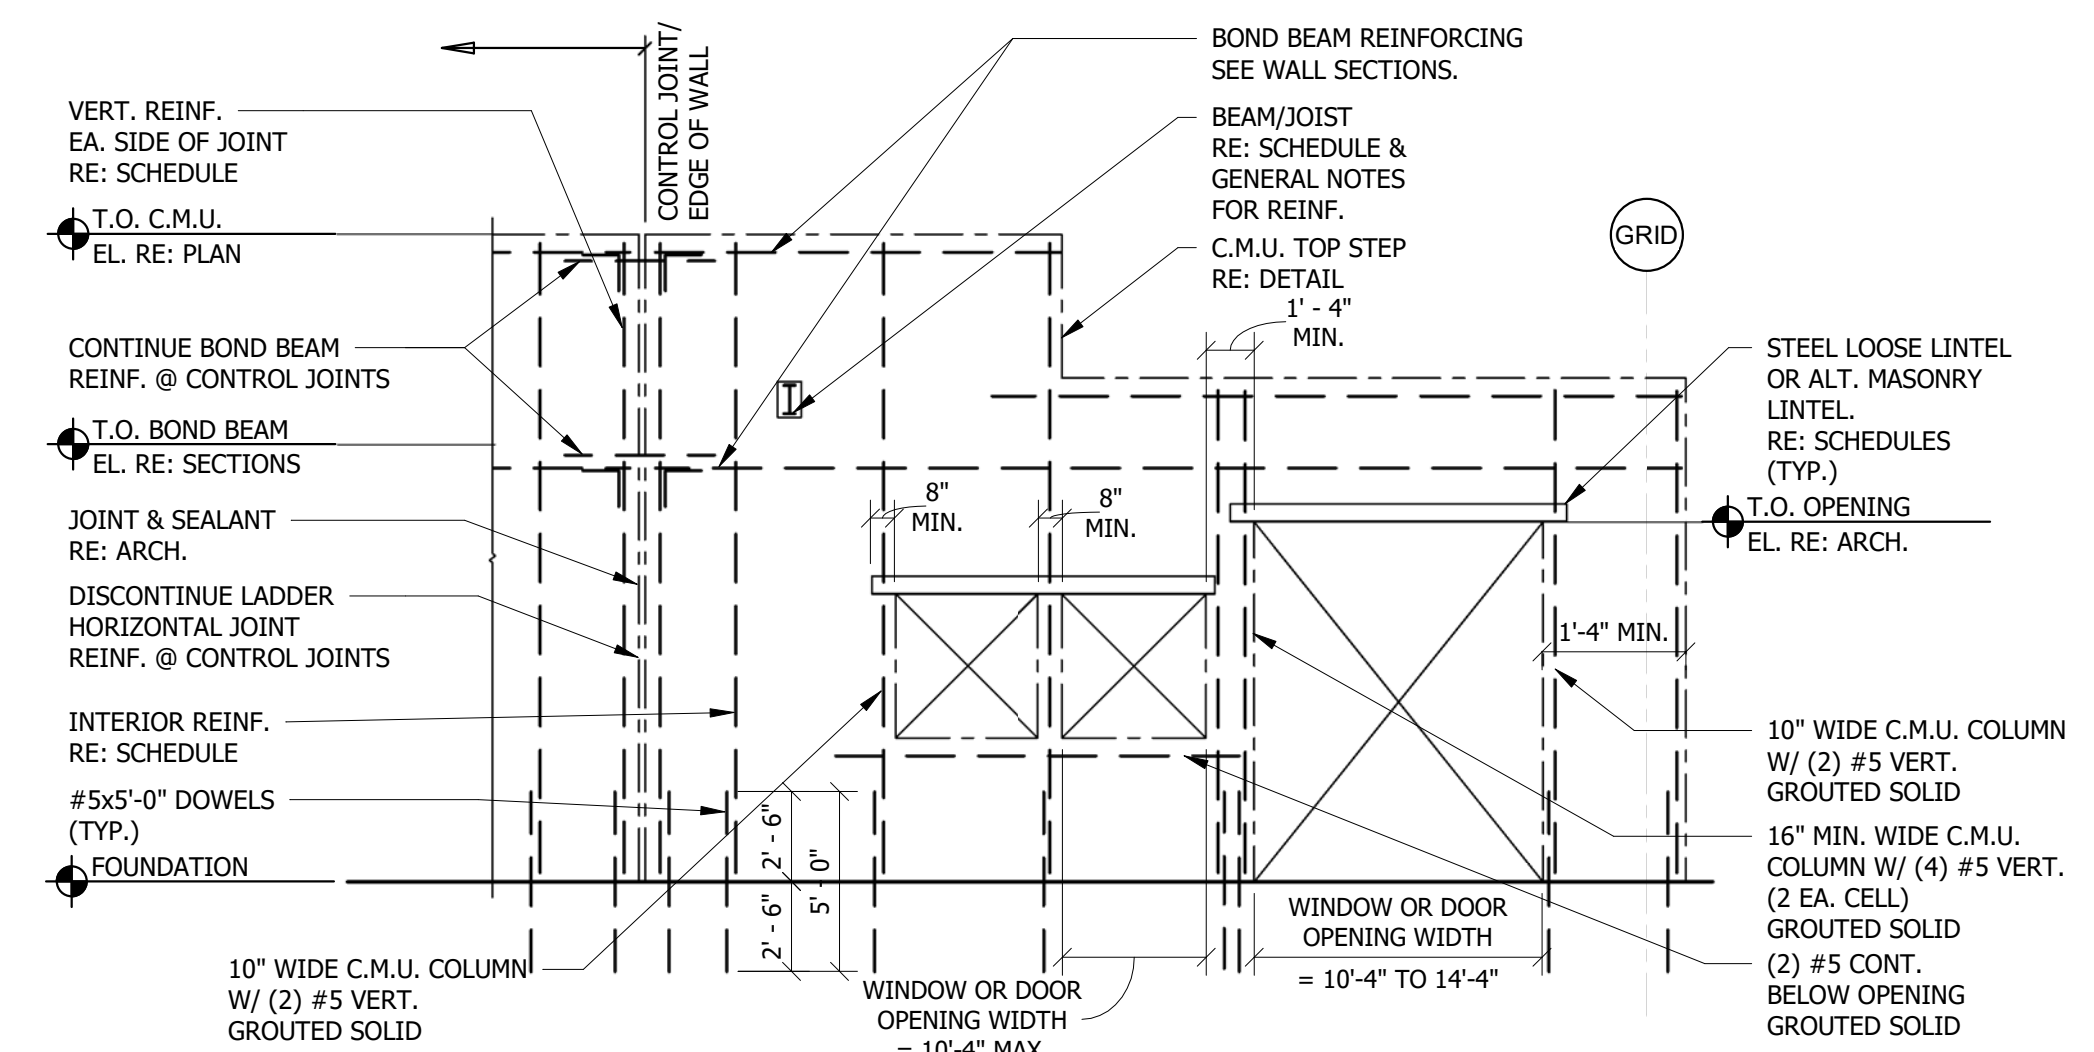 CONTROL JOINT/
EDGE OF WALL
BOND BEAM REINFORCING
SEE WALL SECTIONS.
VERT. REINF.
EA. SIDE OF JOINT
RE: SCHEDULE
BEAM/JOIST
RE: SCHEDULE &
GENERAL NOTES
FOR REINF.
T.O. C.M.U.
EL. RE: PLAN
C.M.U. TOP STEP
RE: DETAIL
GRID
1' - 4"
MIN.
CONTINUE BOND BEAM
REINF. @ CONTROL JOINTS
STEEL LOOSE LINTEL
OR ALT. MASONRY
LINTEL.
RE: SCHEDULES
(TYP.)
T.O. BOND BEAM
EL. RE: SECTIONS
8"
MIN.
8"
MIN.
T.O. OPENING
EL. RE: ARCH.
JOINT & SEALANT
RE: ARCH.
DISCONTINUE LADDER
HORIZONTAL JOINT
REINF. @ CONTROL JOINTS
1'-4" MIN.
INTERIOR REINF.
RE: SCHEDULE
10" WIDE C.M.U. COLUMN
W/ (2) #5 VERT.
GROUTED SOLID
#5x5'-0" DOWELS
(TYP.)
2' - 6"
5' - 0"
2' - 6"
16" MIN. WIDE C.M.U.
COLUMN W/ (4) #5 VERT.
(2 EA. CELL)
GROUTED SOLID
FOUNDATION
WINDOW OR DOOR
OPENING WIDTH
= 10'-4" TO 14'-4"
10" WIDE C.M.U. COLUMN
W/ (2) #5 VERT.
GROUTED SOLID
WINDOW OR DOOR
OPENING WIDTH
= 10'-4" MAX
(2) #5 CONT.
BELOW OPENING
GROUTED SOLID